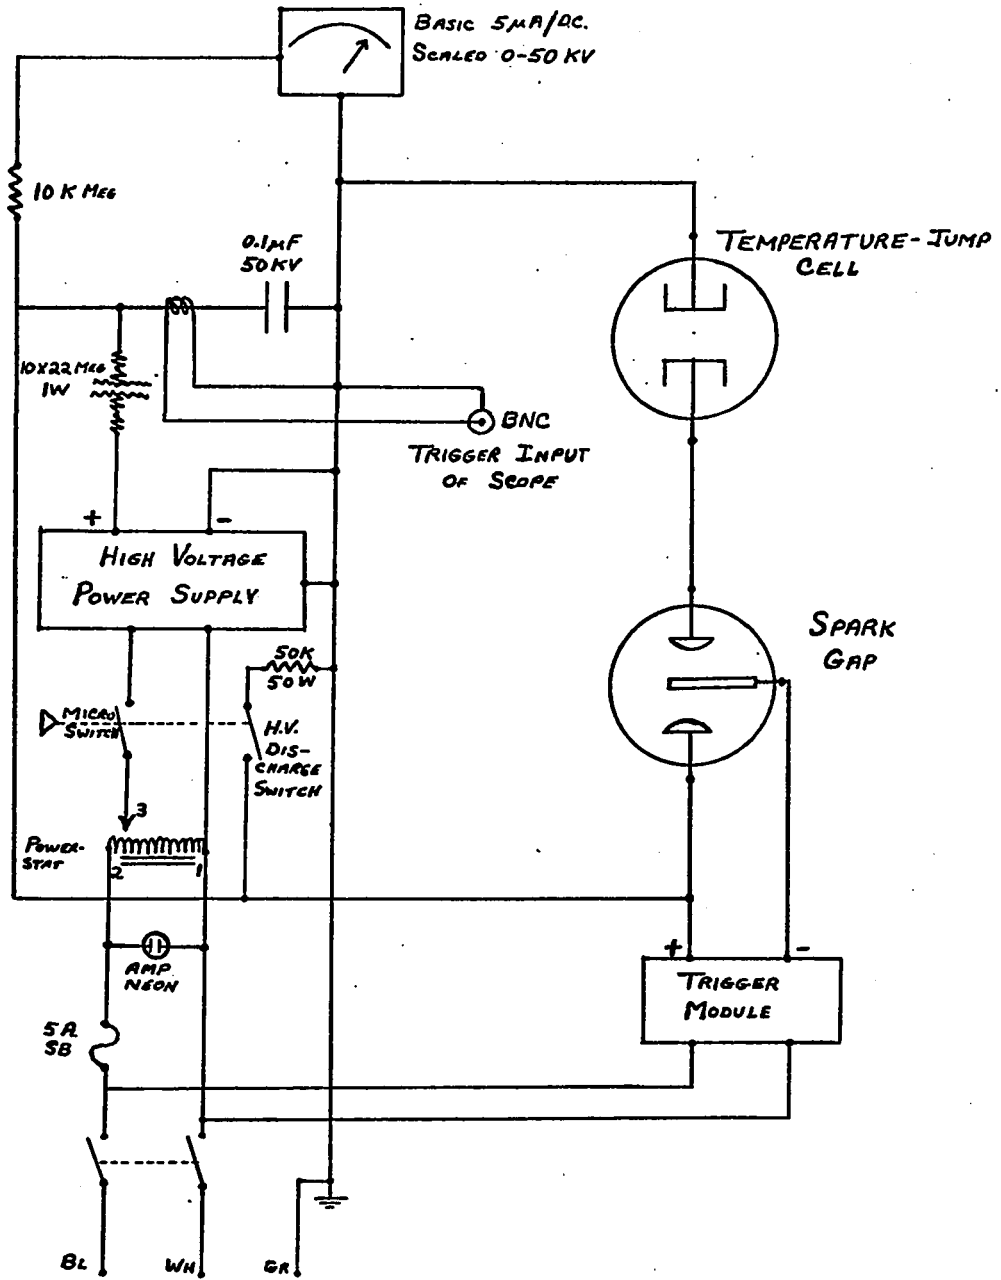 BASIC 5μA/D.C.
SCALED 0-50 KV
10 K MEG
0.1μF
50KV
TEMPERATURE-JUMP
CELL
10X22 MEG
1W
BNC
TRIGGER INPUT
OF SCOPE
+ -
HIGH VOLTAGE
POWER SUPPLY
SPARK
GAP
50K
50W
MICRO
SWITCH
H.V.
DIS-
CHARGE
SWITCH
3
POWER-
STAT
2 1
AMP
NEON
+ -
TRIGGER
MODULE
5A
SB
BL WH GR